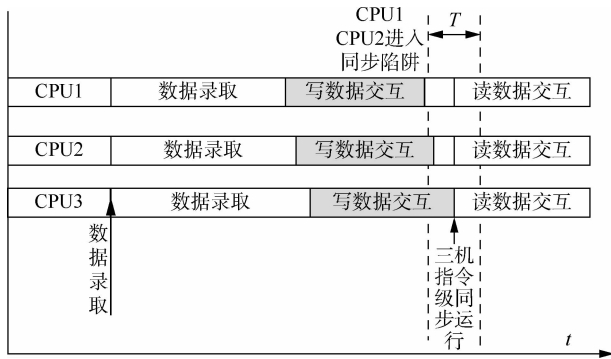 CPU1
CPU2进入
同步陷阱
T
CPU1
数据录取
写数据交互
读数据交互
CPU2
数据录取
写数据交互
读数据交互
CPU3
数据录取
写数据交互
读数据交互
数据录取
三机指令级同步运行
t